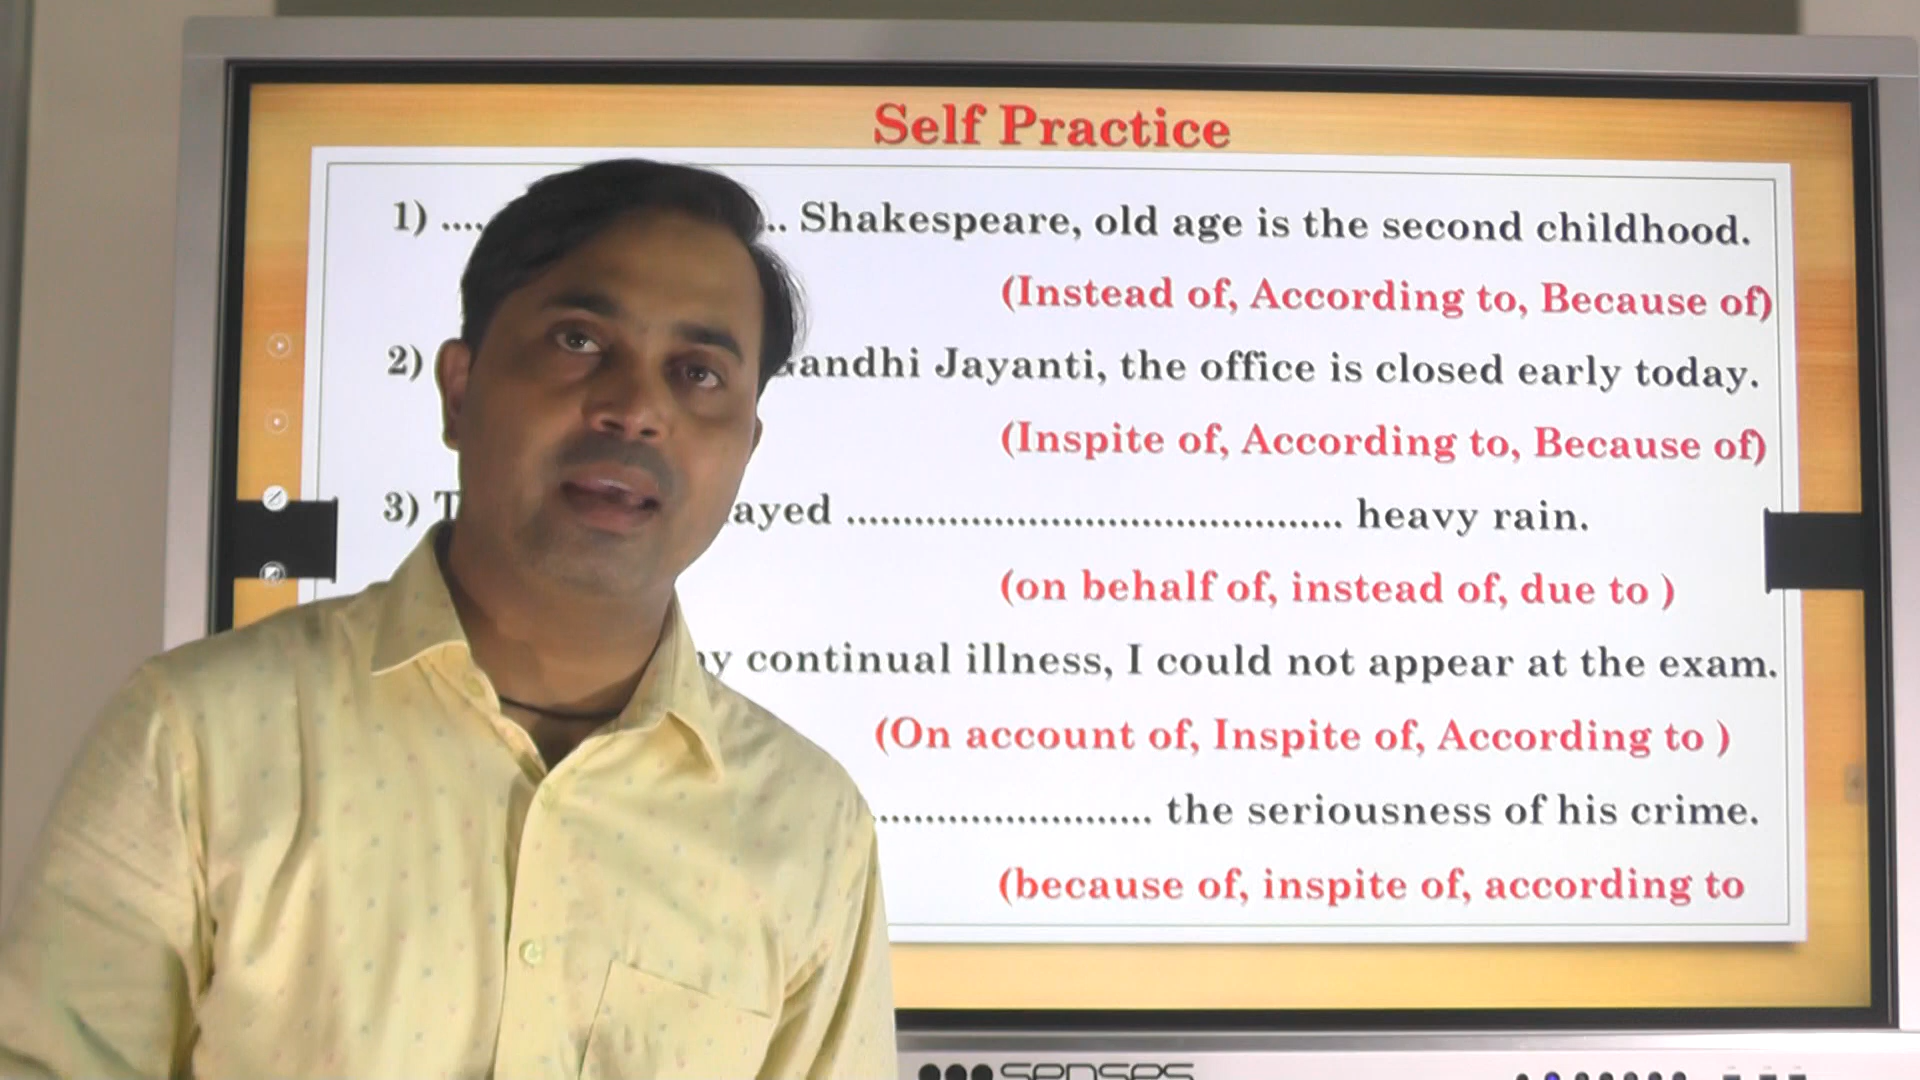 Self Practice
1) .... .. Shakespeare, old age is the second childhood.
(Instead of, According to, Because of)
2) Gandhi Jayanti, the office is closed early today.
(Inspite of, According to, Because of)
3) T ayed ............................................ heavy rain.
(on behalf of, instead of, due to )
continual illness, I could not appear at the exam.
(On account of, Inspite of, According to )
......................... the seriousness of his crime.
(because of, inspite of, according to
senses